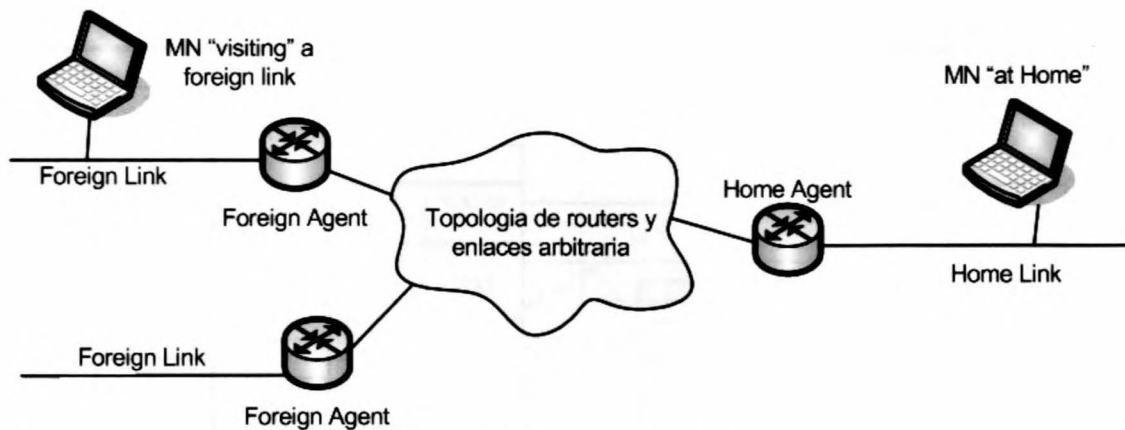 MN "visiting" a
foreign link
MN "at Home"
Foreign Link
Foreign Agent
Topologia de routers y
enlaces arbitraria
Home Agent
Home Link
Foreign Link
Foreign Agent